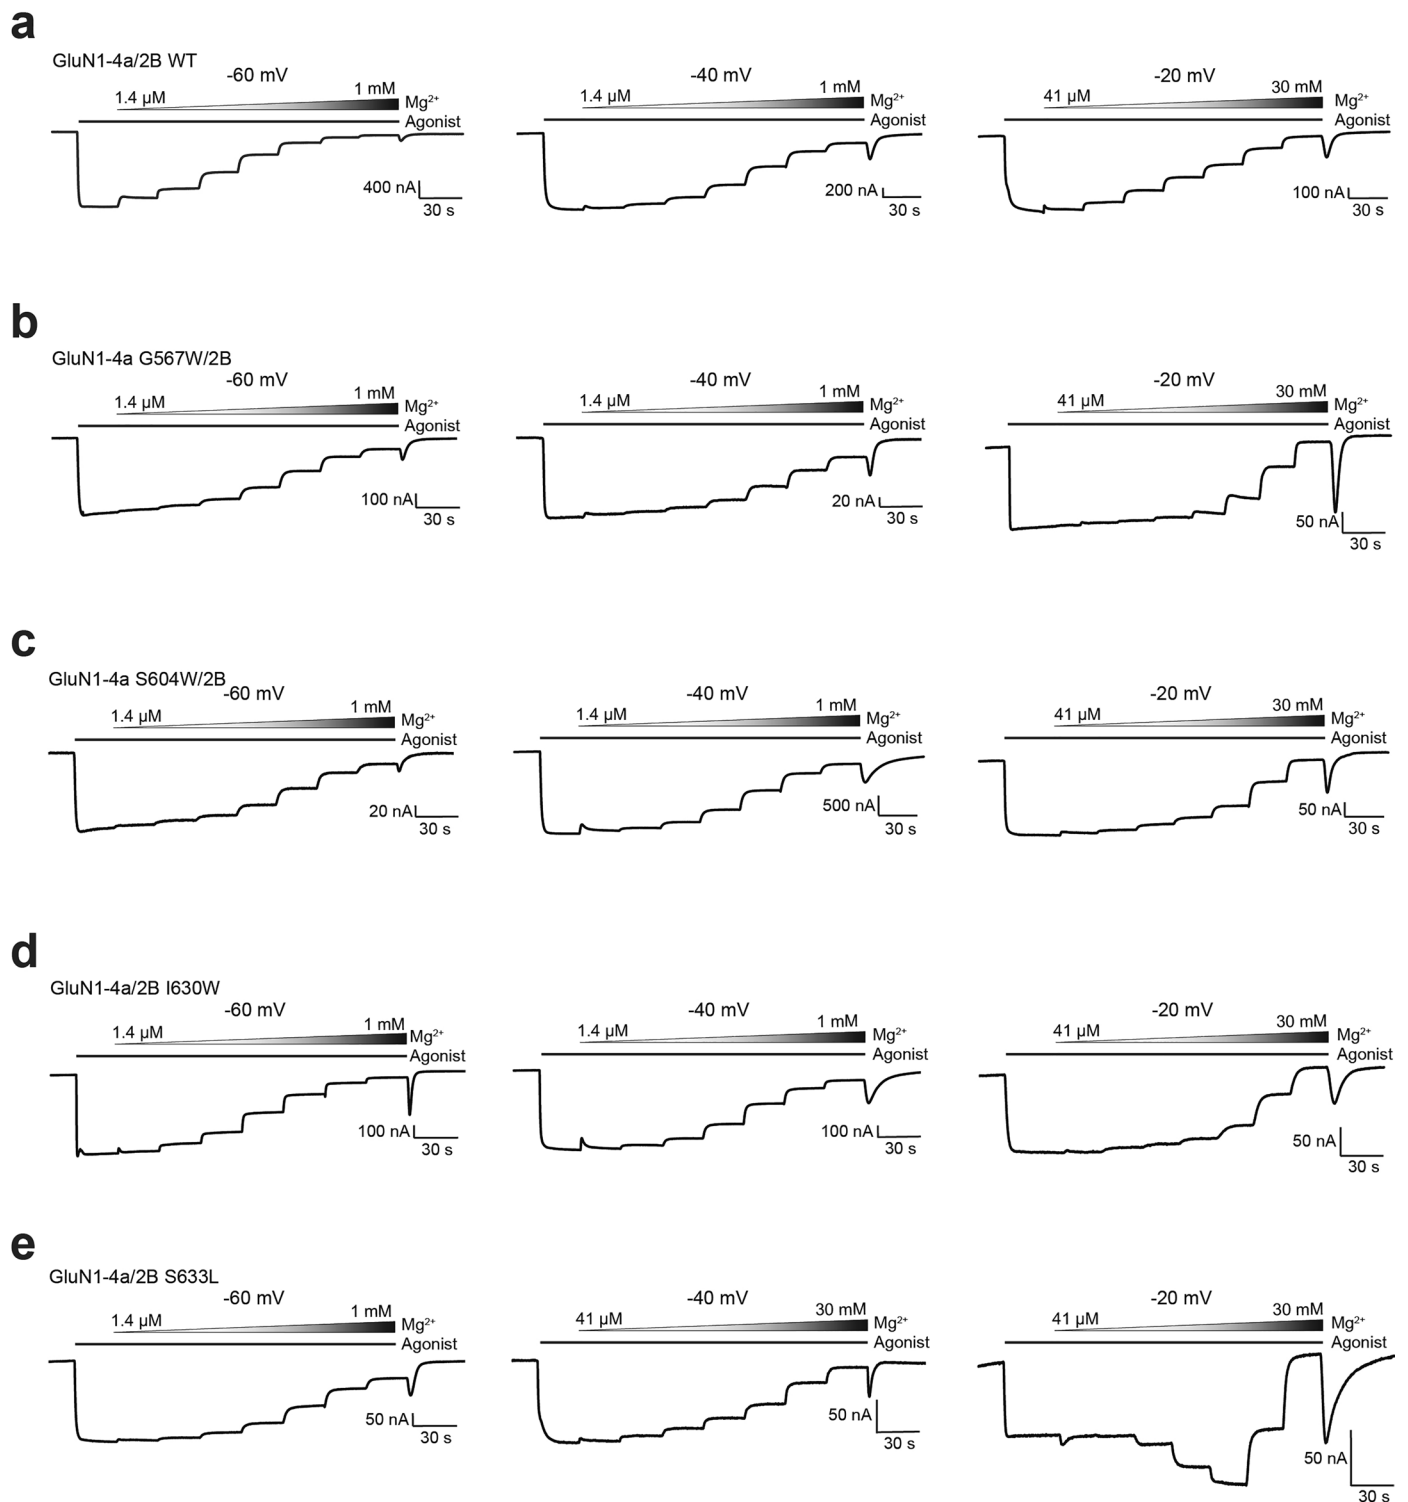 a
GluN1-4a/2B WT
-60 mV
1.4 µM
1 mM
Mg²⁺
Agonist
400 nA
30 s
-40 mV
1.4 µM
1 mM
Mg²⁺
Agonist
200 nA
30 s
-20 mV
41 µM
30 mM
Mg²⁺
Agonist
100 nA
30 s
b
GluN1-4a G567W/2B
-60 mV
1.4 µM
1 mM
Mg²⁺
Agonist
100 nA
30 s
-40 mV
1.4 µM
1 mM
Mg²⁺
Agonist
20 nA
30 s
-20 mV
41 µM
30 mM
Mg²⁺
Agonist
50 nA
30 s
c
GluN1-4a S604W/2B
-60 mV
1.4 µM
1 mM
Mg²⁺
Agonist
20 nA
30 s
-40 mV
1.4 µM
1 mM
Mg²⁺
Agonist
500 nA
30 s
-20 mV
41 µM
30 mM
Mg²⁺
Agonist
50 nA
30 s
d
GluN1-4a/2B I630W
-60 mV
1.4 µM
1 mM
Mg²⁺
Agonist
100 nA
30 s
-40 mV
1.4 µM
1 mM
Mg²⁺
Agonist
100 nA
30 s
-20 mV
41 µM
30 mM
Mg²⁺
Agonist
50 nA
30 s
e
GluN1-4a/2B S633L
-60 mV
1.4 µM
1 mM
Mg²⁺
Agonist
50 nA
30 s
-40 mV
41 µM
30 mM
Mg²⁺
Agonist
50 nA
30 s
-20 mV
41 µM
30 mM
Mg²⁺
Agonist
50 nA
30 s